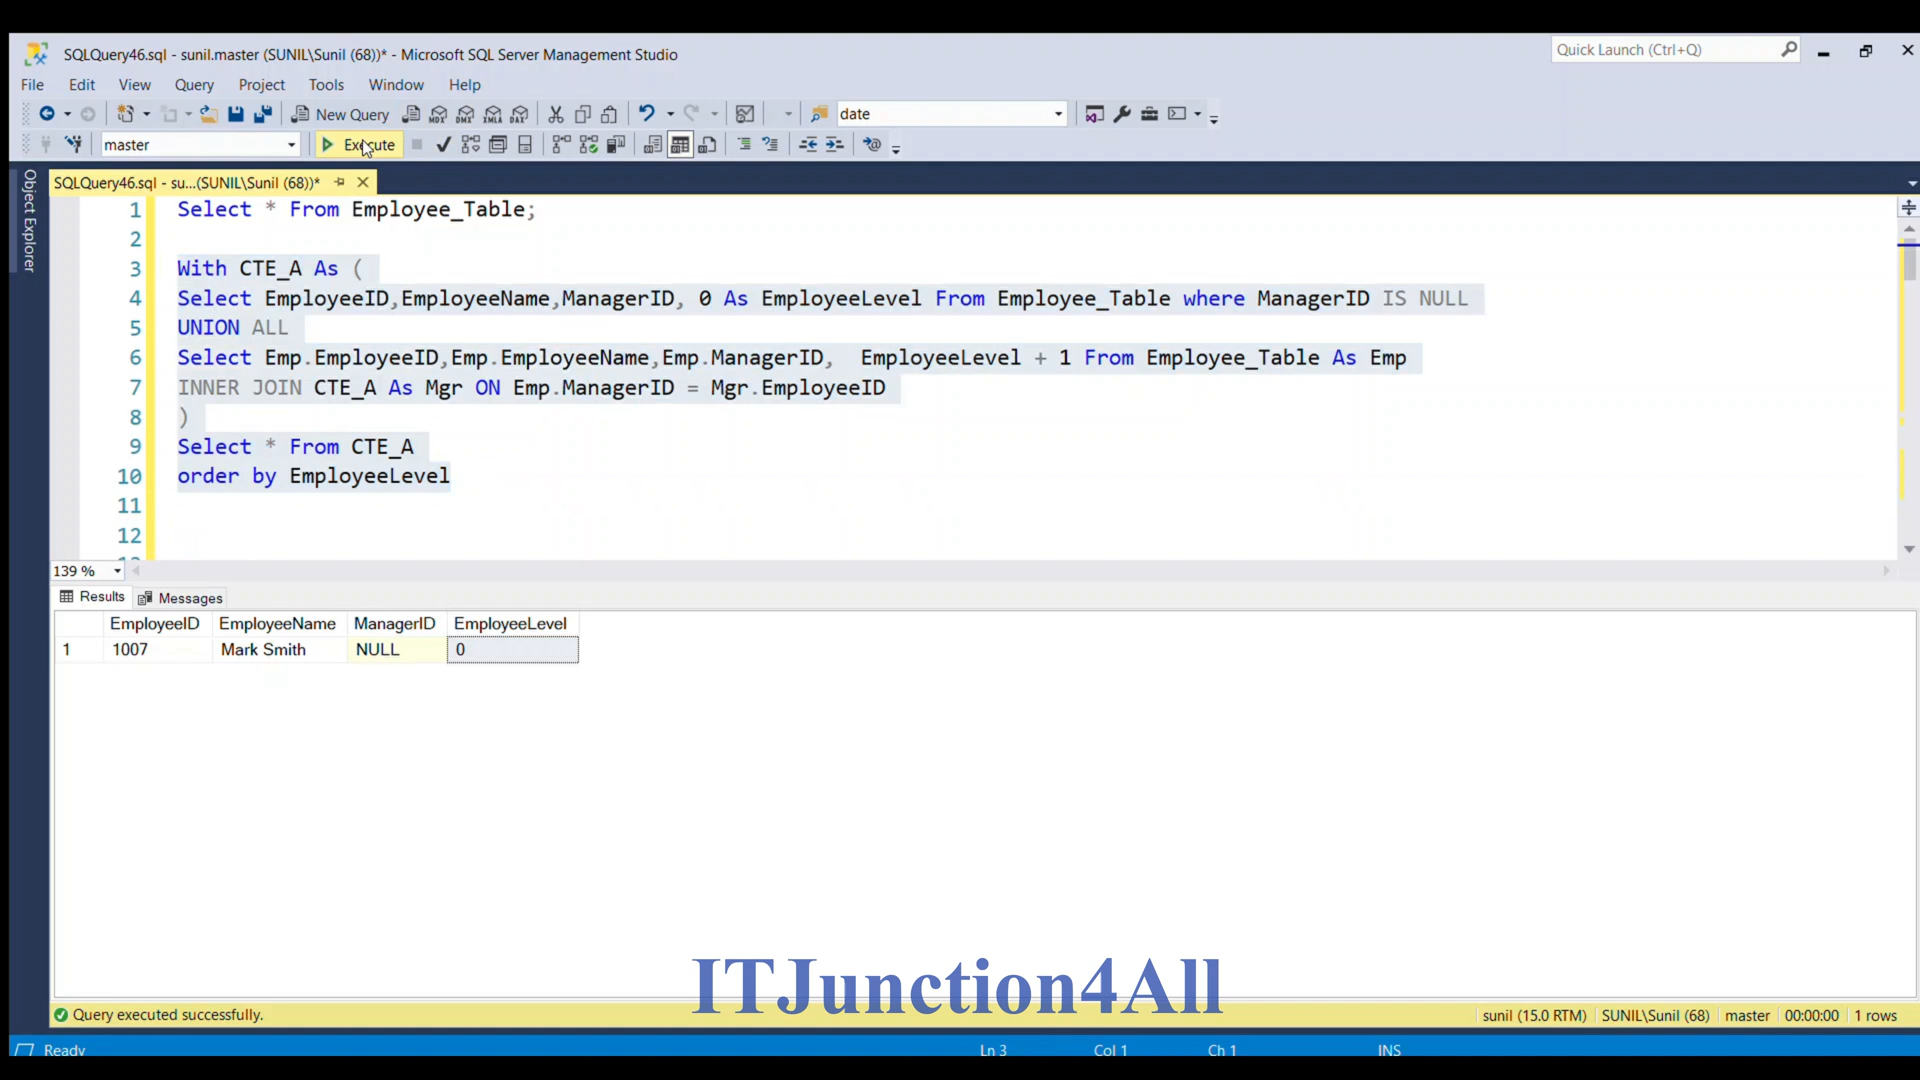 SQLQuery46.sql - sunil.master (SUNIL\Sunil (68))* - Microsoft SQL Server Management Studio
Quick Launch (Ctrl+Q)
File Edit View Query Project Tools Window Help
New Query
date
master
Execute
Object Explorer
SQLQuery46.sql - su...(SUNIL\Sunil (68))*
1 Select * From Employee_Table;
2
3 With CTE_A As (
4 Select EmployeeID,EmployeeName,ManagerID, 0 As EmployeeLevel From Employee_Table where ManagerID IS NULL
5 UNION ALL
6 Select Emp.EmployeeID,Emp.EmployeeName,Emp.ManagerID,  EmployeeLevel + 1 From Employee_Table As Emp
7 INNER JOIN CTE_A As Mgr ON Emp.ManagerID = Mgr.EmployeeID
8 )
9 Select * From CTE_A
10 order by EmployeeLevel
11
12
139 %
Results Messages
EmployeeID EmployeeName ManagerID EmployeeLevel
1 1007 Mark Smith NULL 0
ITJunction4All
Query executed successfully.
sunil (15.0 RTM) SUNIL\Sunil (68) master 00:00:00 1 rows
Ready Ln 3 Col 1 Ch 1 INS